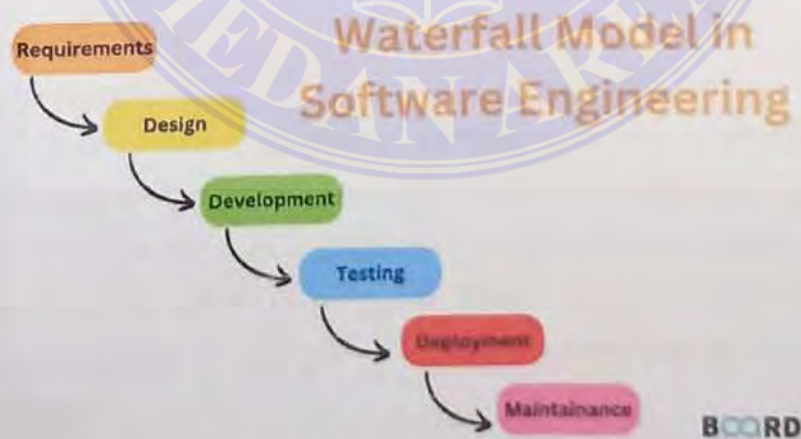 Waterfall Model in
Software Engineering
Requirements
Design
Development
Testing
Deployment
Maintainance
BOARD